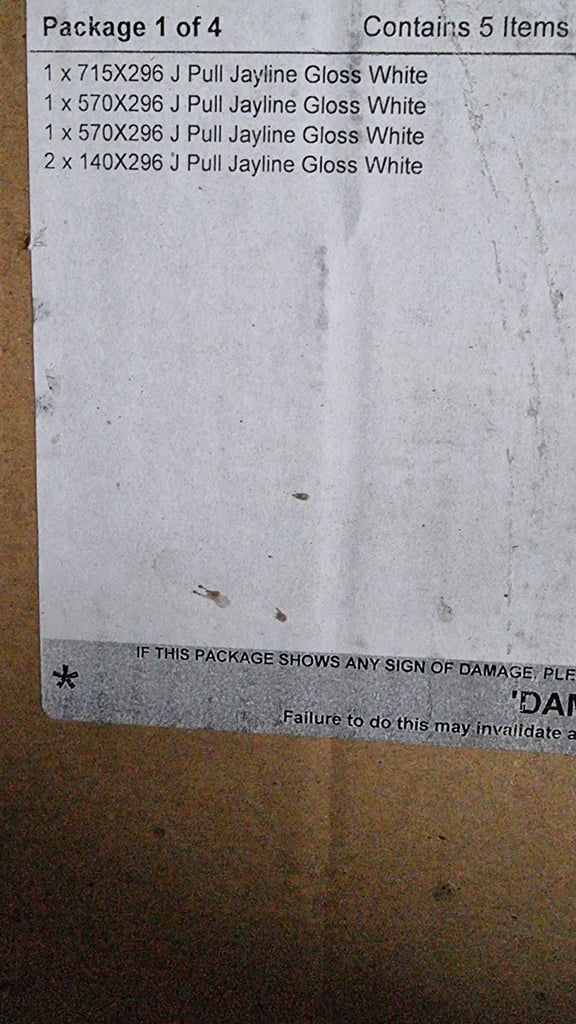 Package 1 of 4 Contains 5 Items
1 x 715X296 J Pull Jayline Gloss White
1 x 570X296 J Pull Jayline Gloss White
1 x 570X296 J Pull Jayline Gloss White
2 x 140X296 J Pull Jayline Gloss White
IF THIS PACKAGE SHOWS ANY SIGN OF DAMAGE, PLE
* 'DAM
Failure to do this may invalidate a